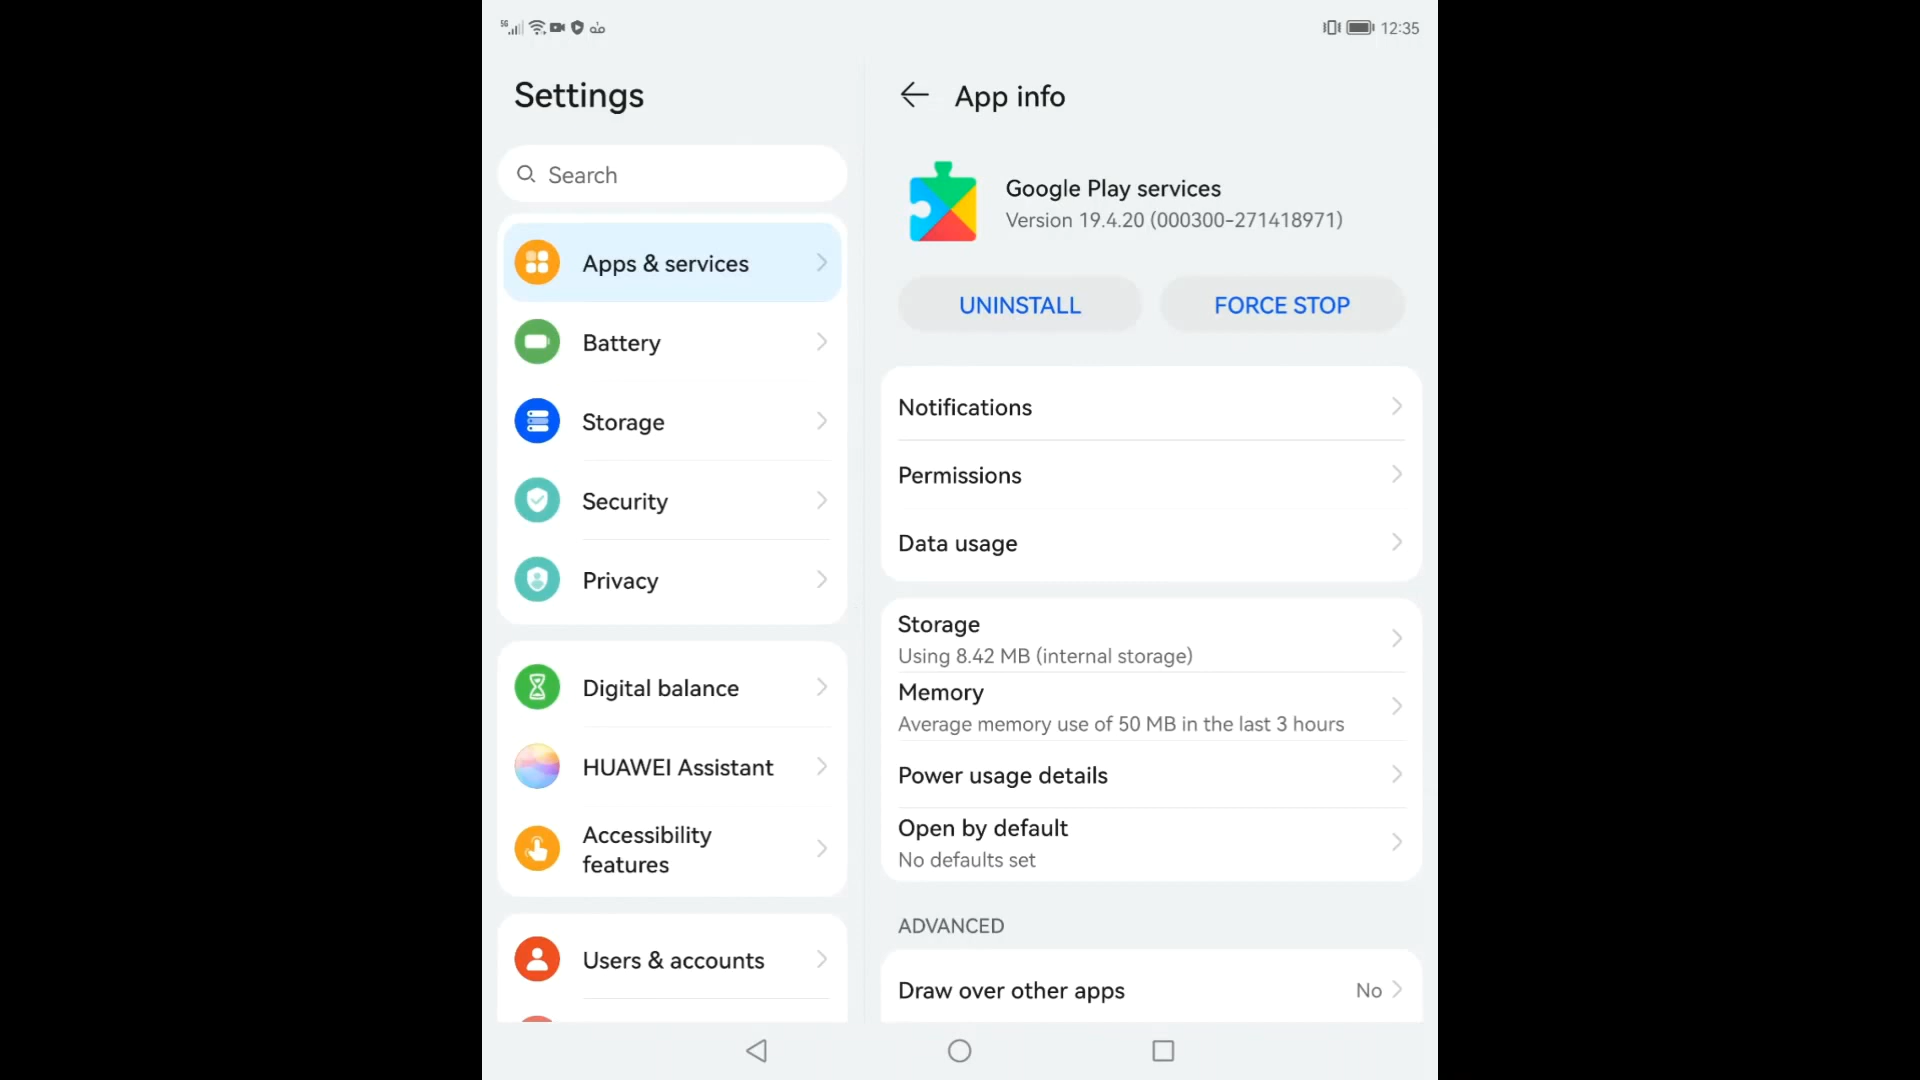 5G
12:35
Settings
Search
Apps & services
Battery
Storage
Security
Privacy
Digital balance
HUAWEI Assistant
Accessibility
features
Users & accounts
App info
Google Play services
Version 19.4.20 (000300-271418971)
UNINSTALL
FORCE STOP
Notifications
Permissions
Data usage
Storage
Using 8.42 MB (internal storage)
Memory
Average memory use of 50 MB in the last 3 hours
Power usage details
Open by default
No defaults set
ADVANCED
Draw over other apps
No